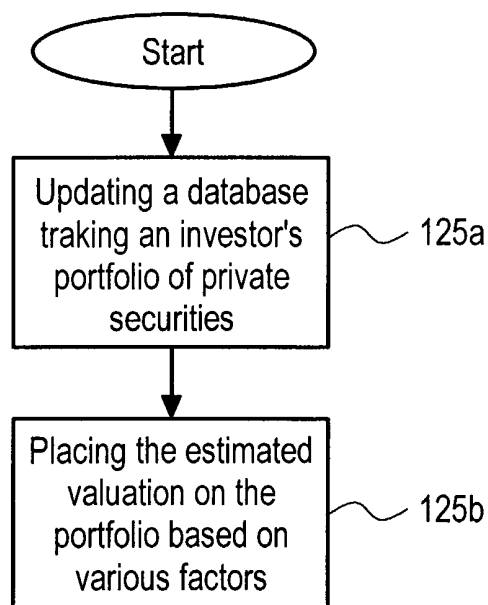 Start
Updating a database
traking an investor's
portfolio of private
securities
125a
Placing the estimated
valuation on the
portfolio based on
various factors
125b